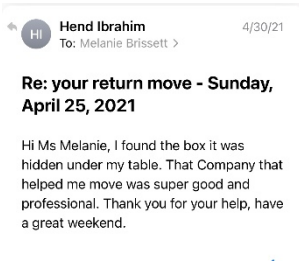 HI
Hend Ibrahim 4/30/21
To: Melanie Brissett >
Re: your return move - Sunday,
April 25, 2021
Hi Ms Melanie, I found the box it was
hidden under my table. That Company that
helped me move was super good and
professional. Thank you for your help, have
a great weekend.